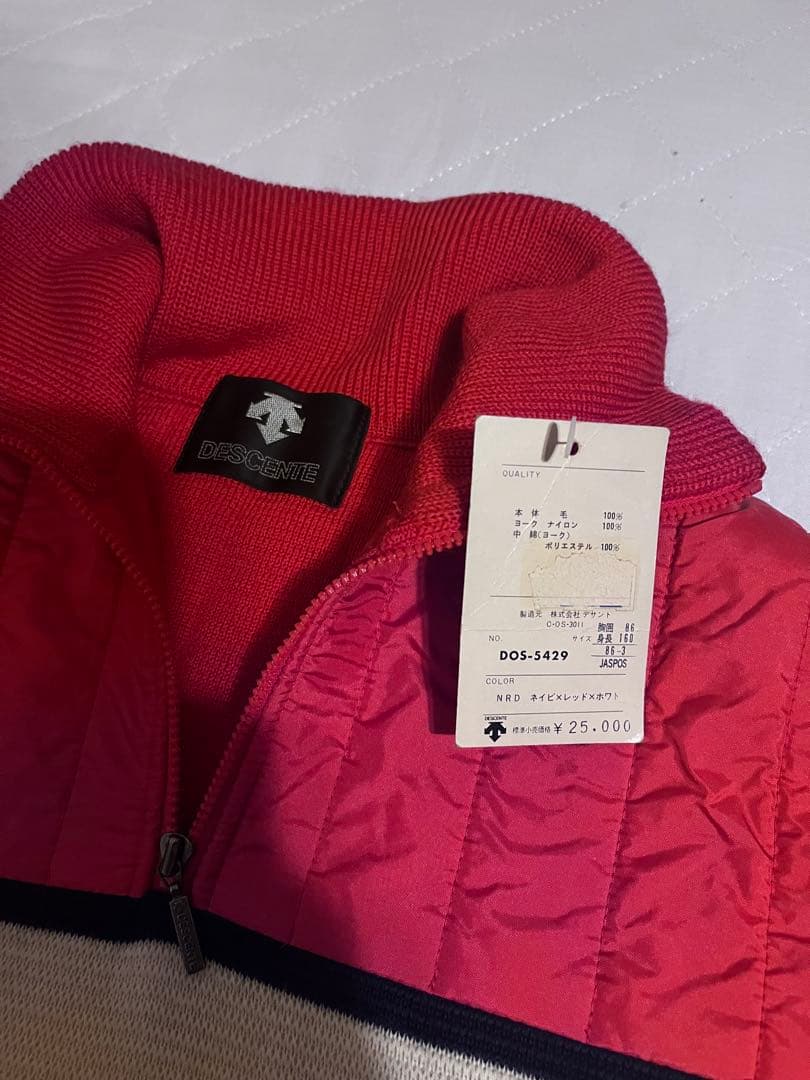 DESCENTE
QUALITY
本体 毛 100%
ヨーク ナイロン 100%
中綿(ヨーク)
ポリエステル 100%
製造元 株式会社デサント
C・OS-3011
胸囲 86
サイズ 身長 160
NO.
DOS-5429
86-3
JASPOS
COLOR
NRD ネイビ×レッド×ホワト
DESCENTE
標準小売価格 ¥25.000
DESCENTE